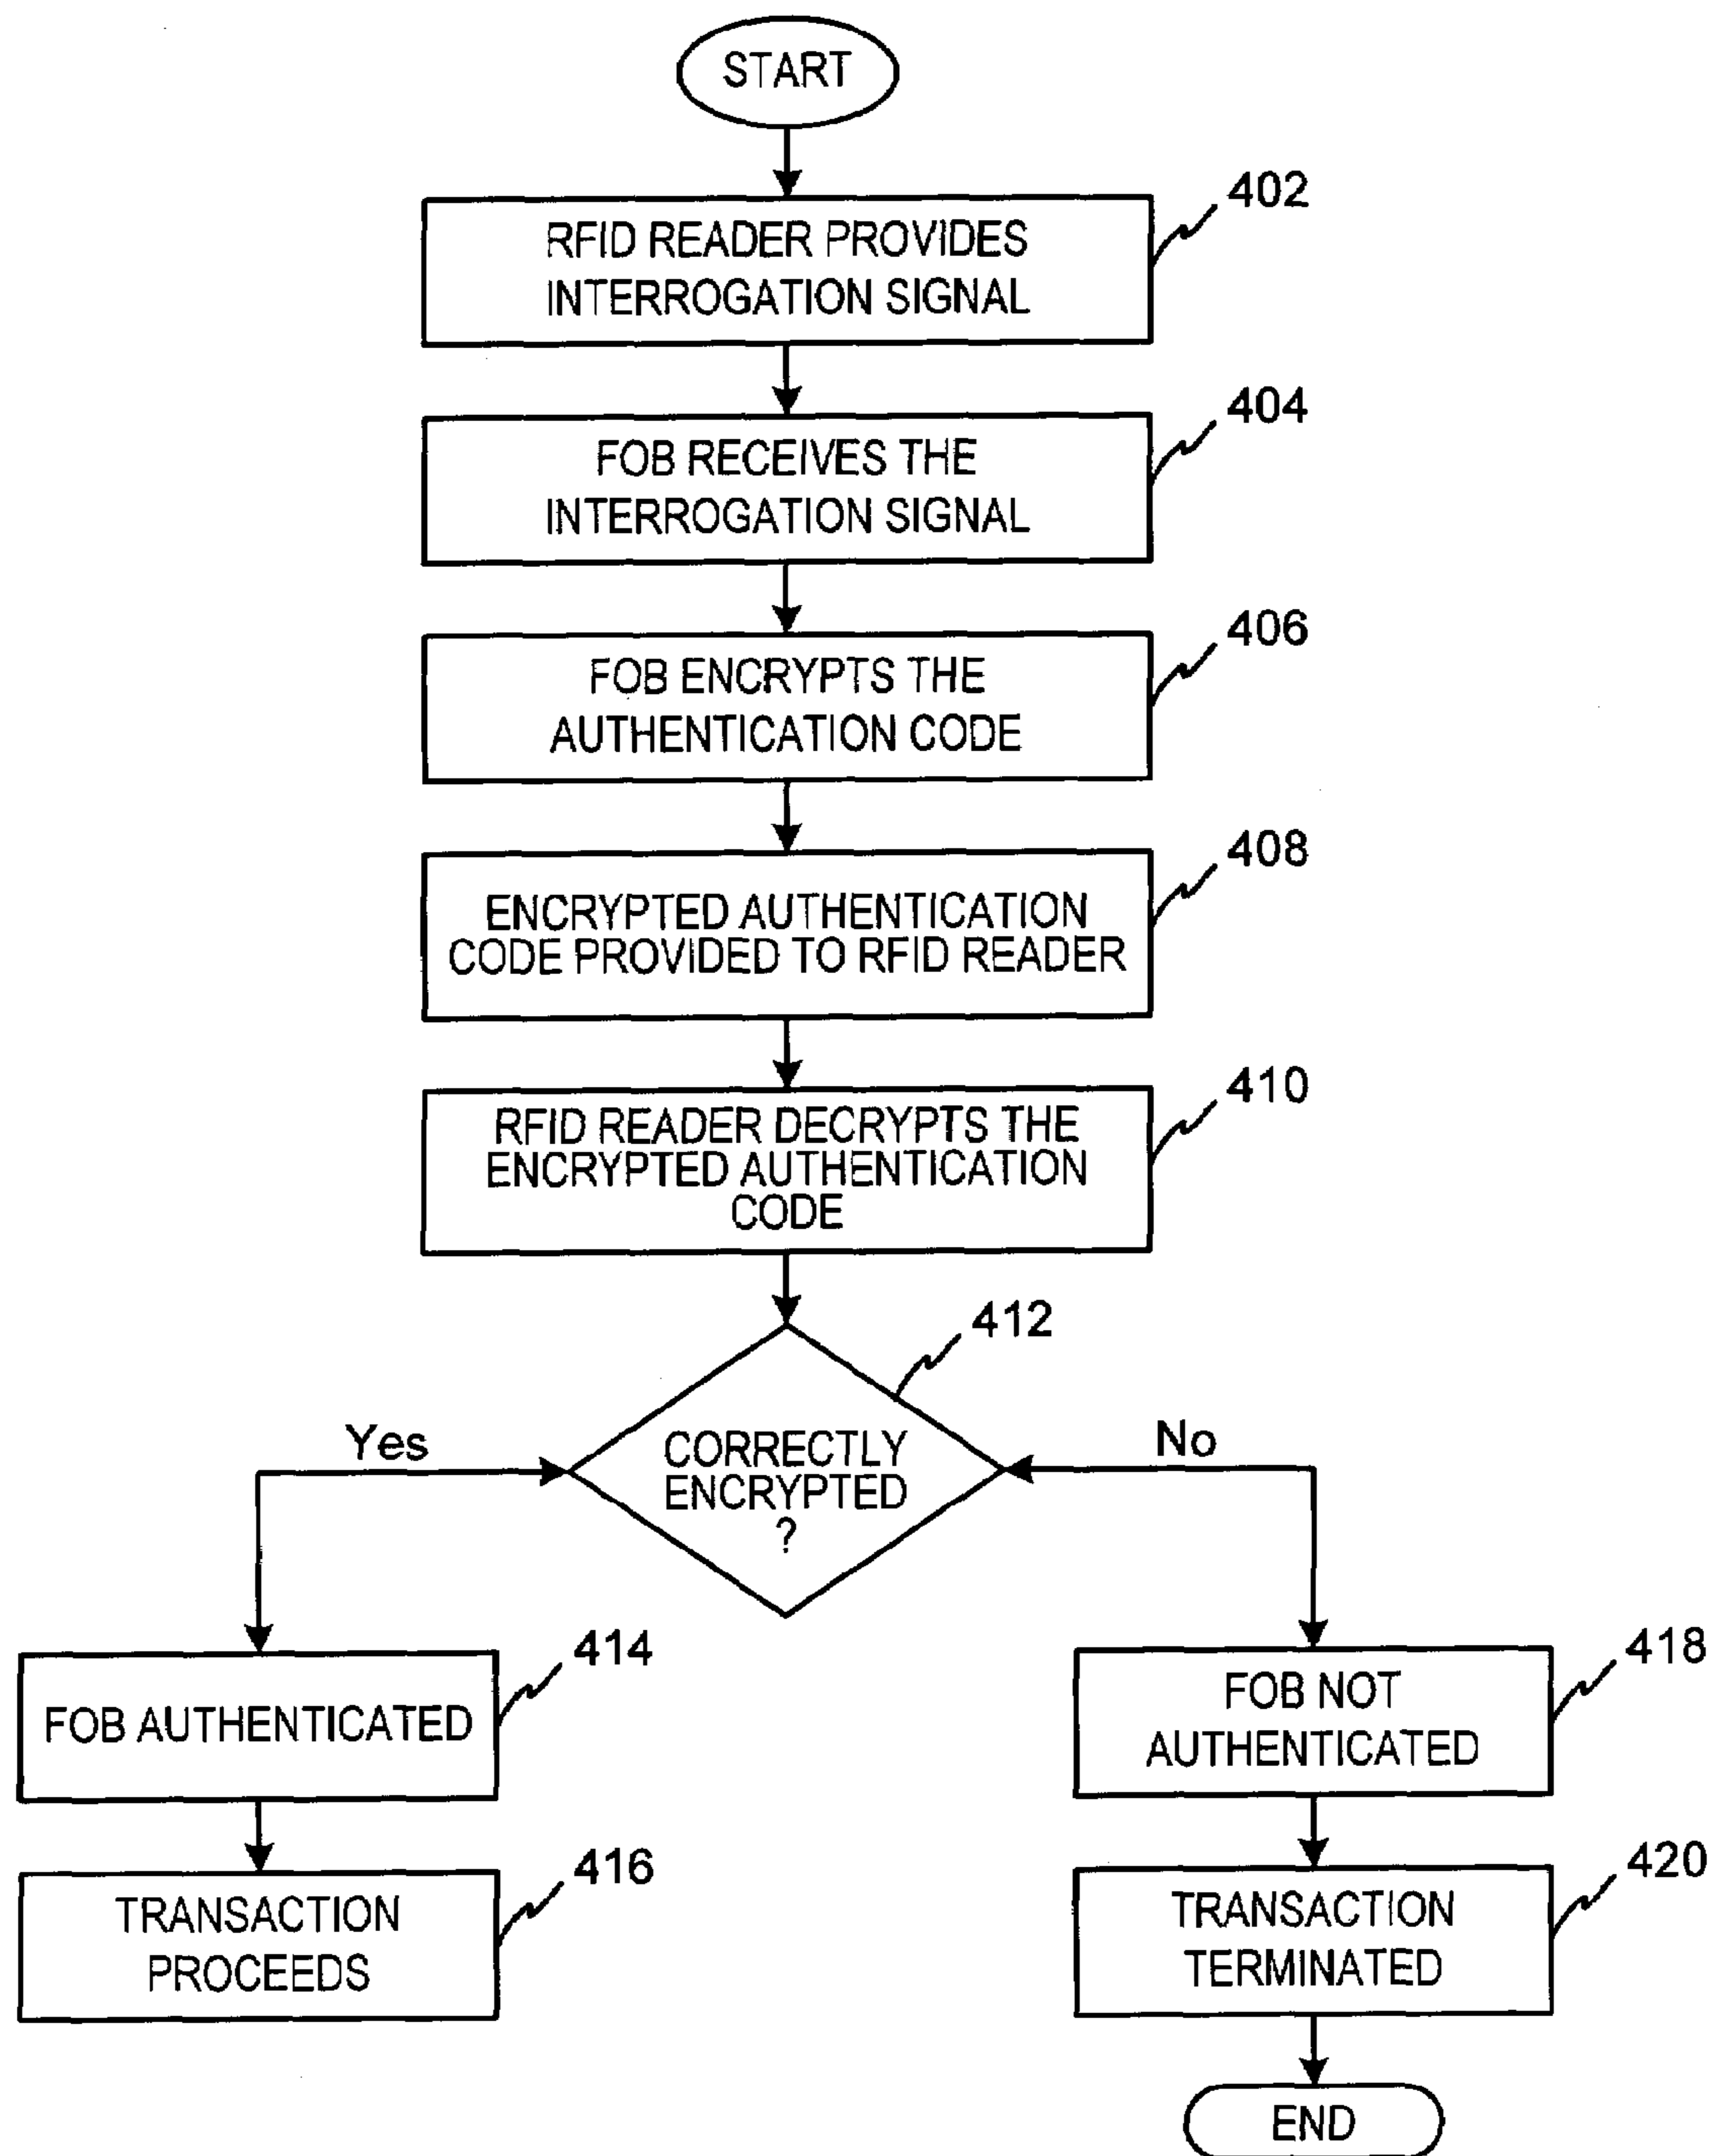 START
402
RFID READER PROVIDES
INTERROGATION SIGNAL
404
FOB RECEIVES THE
INTERROGATION SIGNAL
406
FOB ENCRYPTS THE
AUTHENTICATION CODE
408
ENCRYPTED AUTHENTICATION
CODE PROVIDED TO RFID READER
410
RFID READER DECRYPTS THE
ENCRYPTED AUTHENTICATION
CODE
412
CORRECTLY
ENCRYPTED
?
Yes
No
414
FOB AUTHENTICATED
416
TRANSACTION
PROCEEDS
418
FOB NOT
AUTHENTICATED
420
TRANSACTION
TERMINATED
END